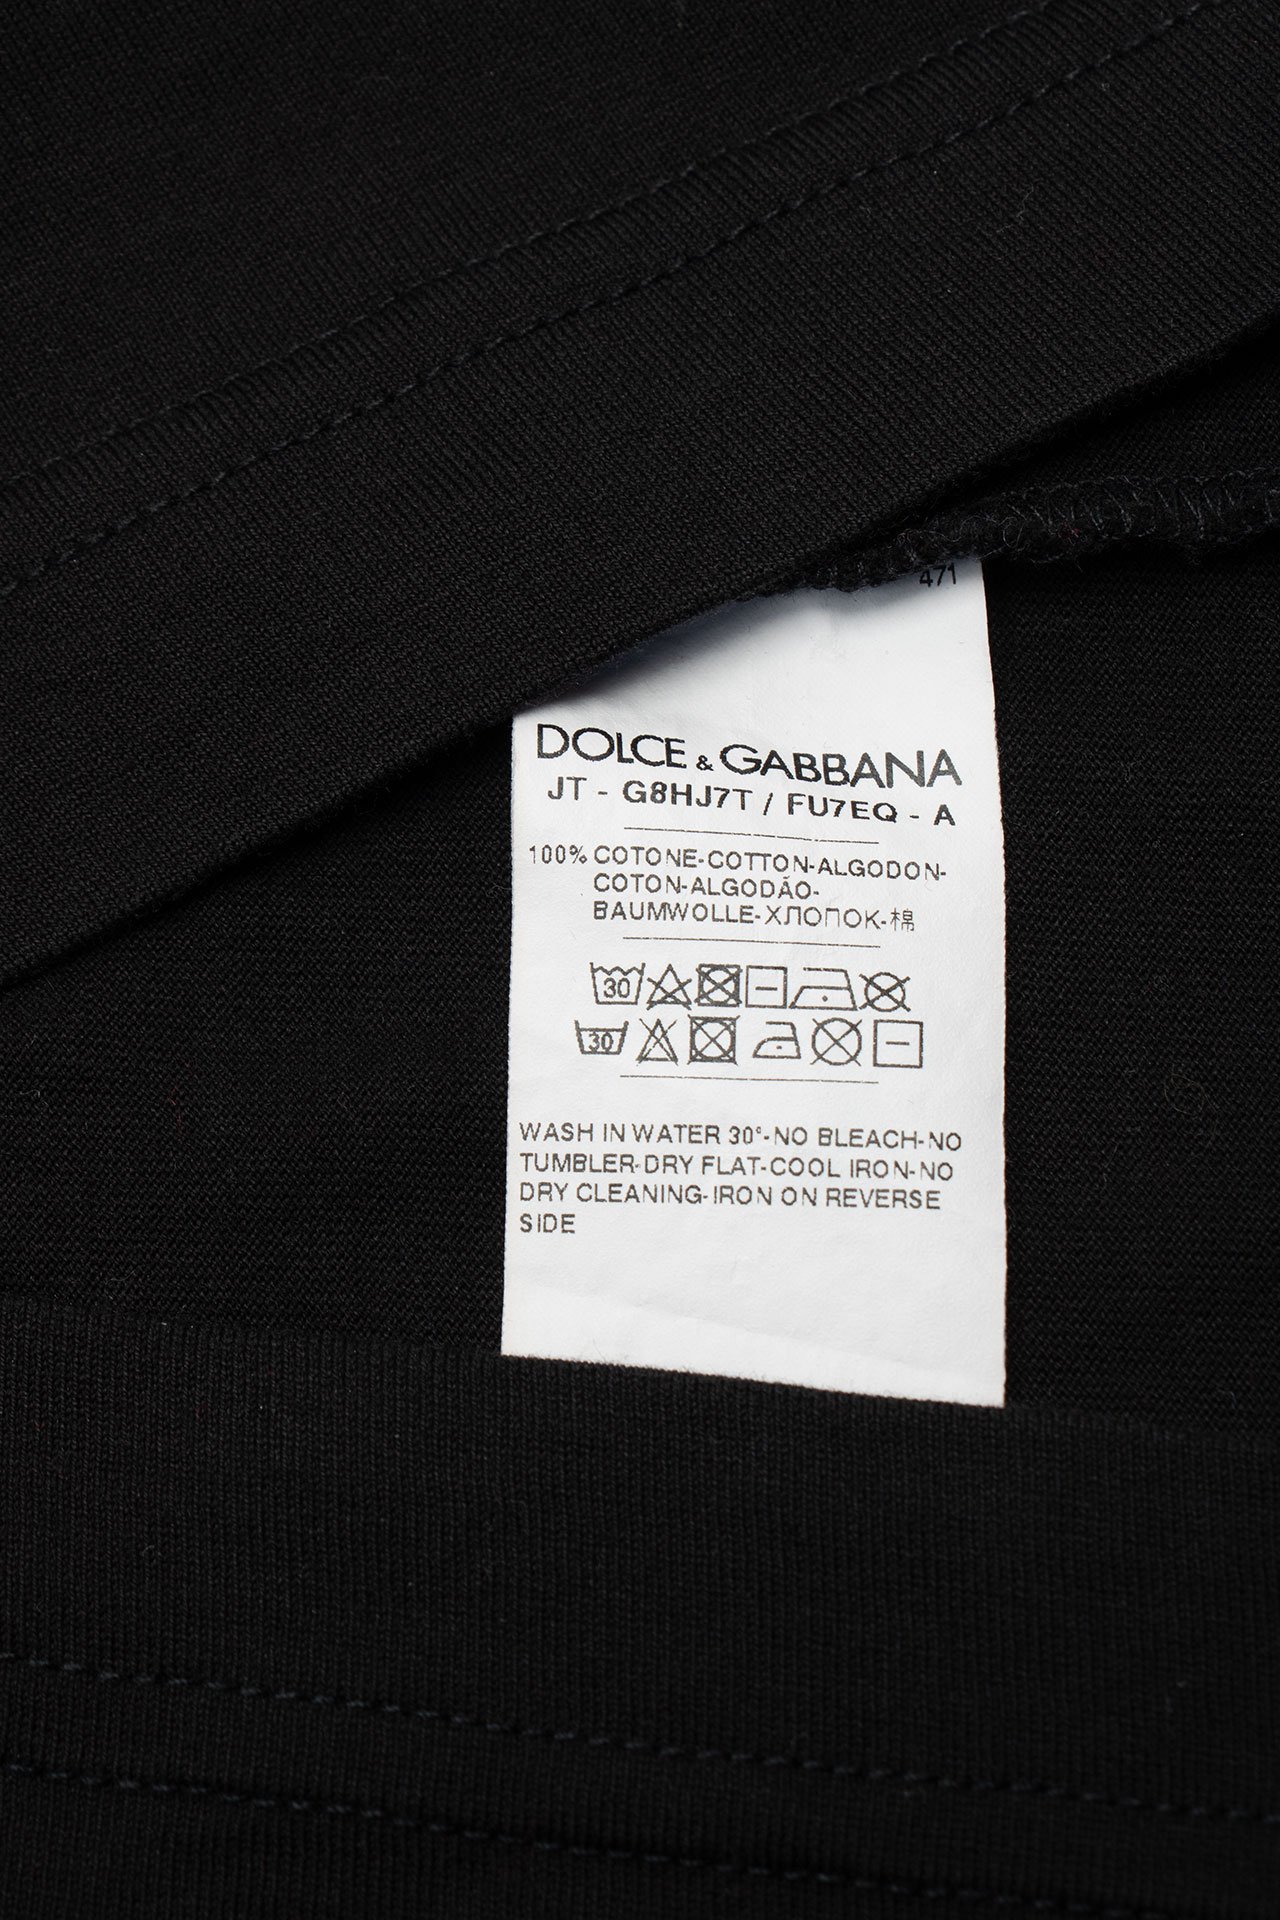 471
DOLCE & GABBANA
JT - G8HJ7T / FU7EQ - A
100% COTONE-COTTON-ALGODON-
COTON-ALGODÃO-
BAUMWOLLE-ХЛОПОК-棉
30
30
WASH IN WATER 30°-NO BLEACH-NO
TUMBLER-DRY FLAT-COOL IRON-NO
DRY CLEANING-IRON ON REVERSE
SIDE